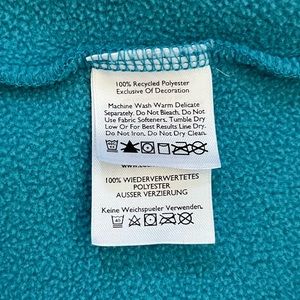 100% Recycled Polyester
Exclusive Of Decoration
Machine Wash Warm Delicate
Separately. Do Not Bleach. Do Not
Use Fabric Softeners. Tumble Dry
Low Or For Best Results Line Dry.
Do Not Iron, Do Not Dry Clean.
100% WIEDERVERWERTETES
POLYESTER
AUSSER VERZIERUNG
Keine Weichspueler Verwenden.